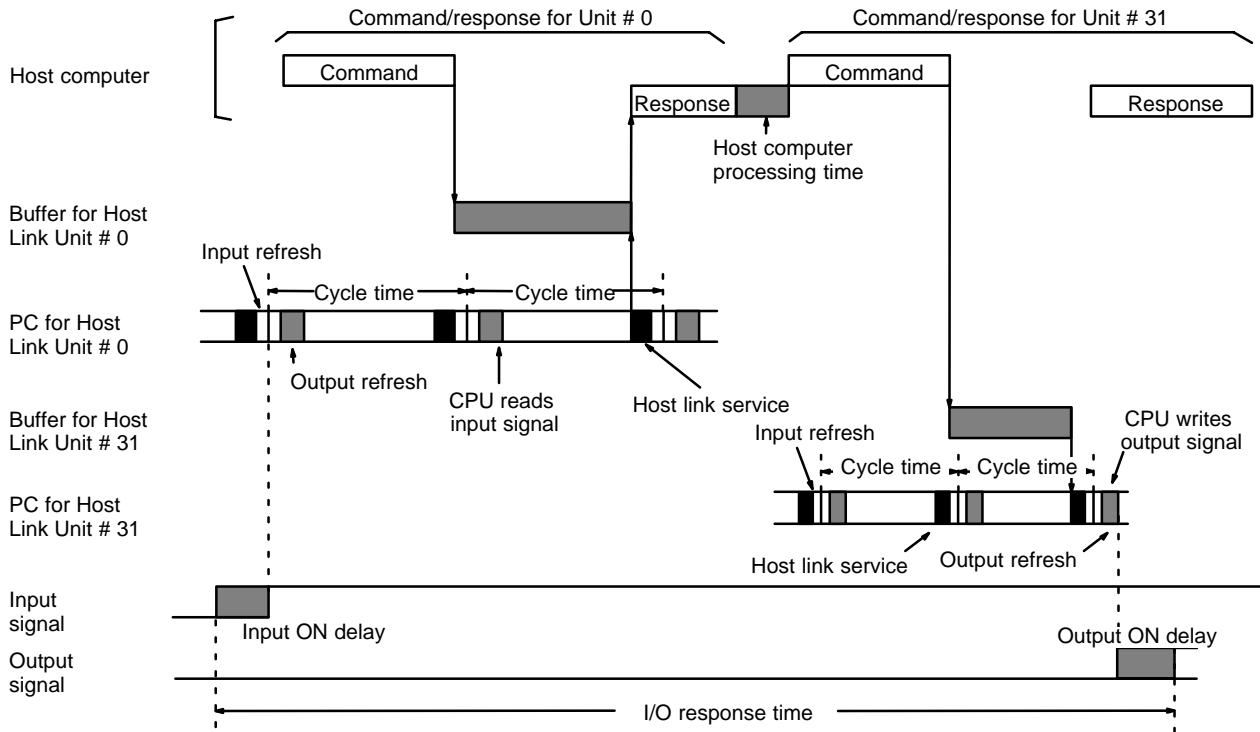 Command/response for Unit # 0
Command/response for Unit # 31
Host computer
Command
Command
Response
Response
Host computer
processing time
Buffer for Host
Link Unit # 0
Input refresh
Cycle time
Cycle time
PC for Host
Link Unit # 0
Output refresh
CPU reads
input signal
Host link service
Buffer for Host
Link Unit # 31
Input refresh
CPU writes
output signal
Cycle time
Cycle time
PC for Host
Link Unit # 31
Host link service
Output refresh
Input
signal
Input ON delay
Output ON delay
Output
signal
I/O response time